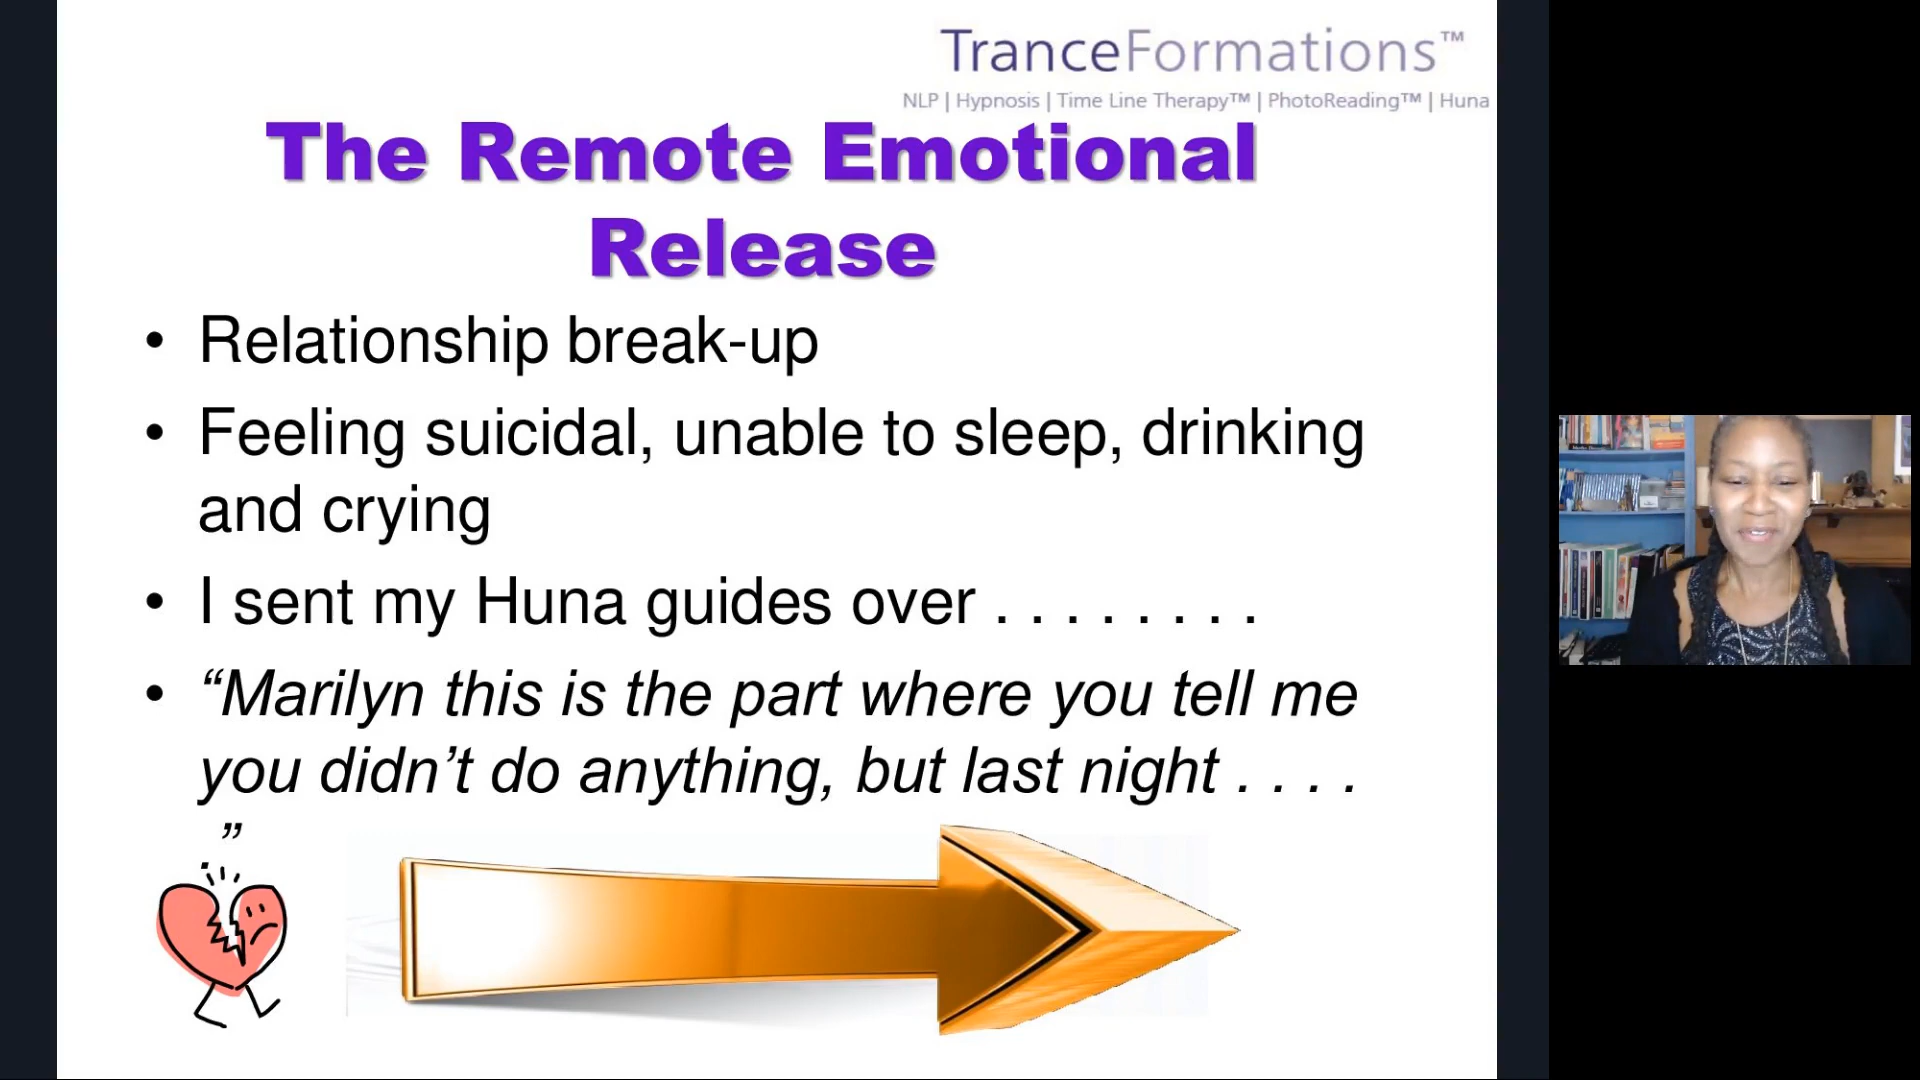 TranceFormations™
NLP | Hypnosis | Time Line Therapy™ | PhotoReading™ | Huna
The Remote Emotional
Release
• Relationship break-up
• Feeling suicidal, unable to sleep, drinking
and crying
• I sent my Huna guides over . . . . . . . .
• “Marilyn this is the part where you tell me
you didn’t do anything, but last night . . . .
.”